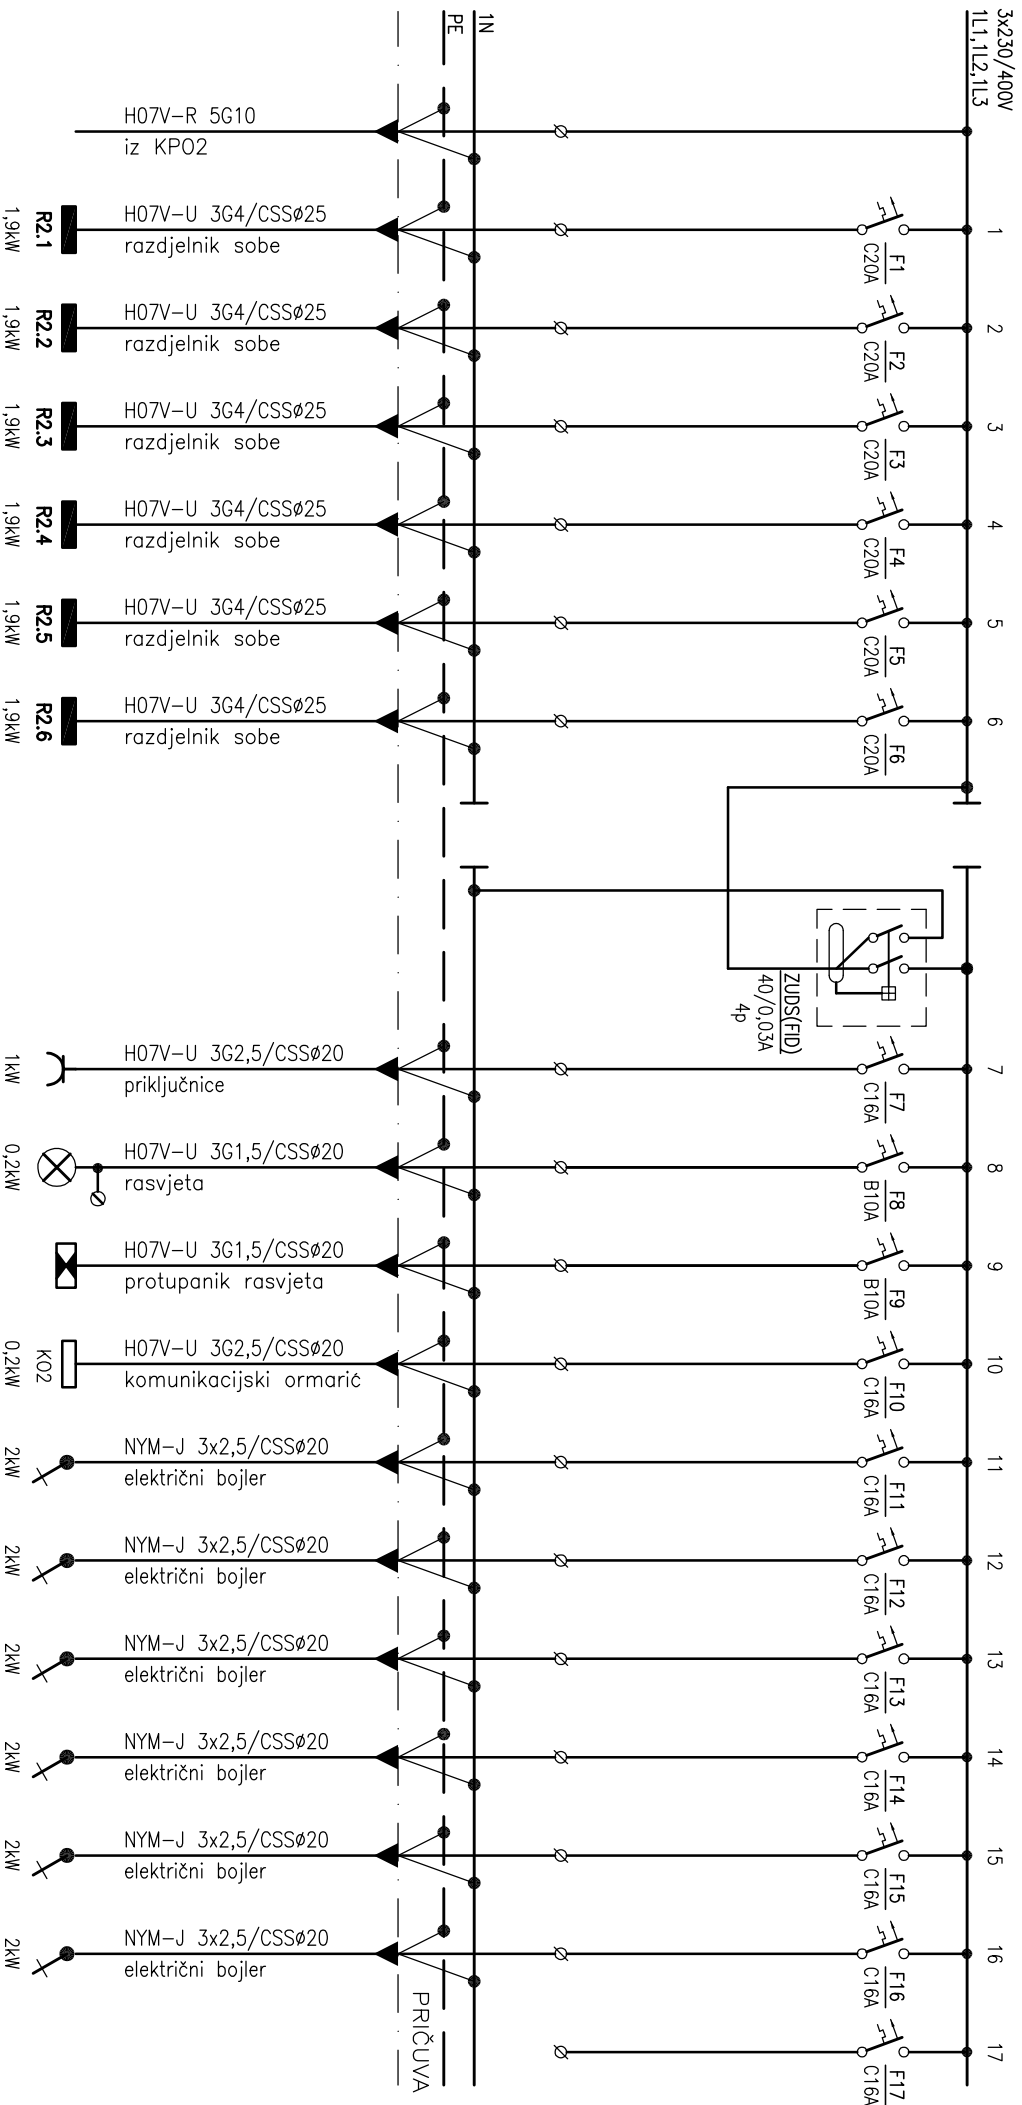 3x230/400V
1L1,1L2,1L3
1N
PE
H07V-R 5G10
iz KPO2
1
F1
C20A
H07V-U 3G4/CSSø25
razdjelnik sobe
R2.1
1,9kW
2
F2
C20A
H07V-U 3G4/CSSø25
razdjelnik sobe
R2.2
1,9kW
3
F3
C20A
H07V-U 3G4/CSSø25
razdjelnik sobe
R2.3
1,9kW
4
F4
C20A
H07V-U 3G4/CSSø25
razdjelnik sobe
R2.4
1,9kW
5
F5
C20A
H07V-U 3G4/CSSø25
razdjelnik sobe
R2.5
1,9kW
6
F6
C20A
H07V-U 3G4/CSSø25
razdjelnik sobe
R2.6
1,9kW
ZUDS(FID)
40/0,03A
4p
7
F7
C16A
H07V-U 3G2,5/CSSø20
priključnice
1kW
8
F8
B10A
H07V-U 3G1,5/CSSø20
rasvjeta
0,2kW
9
F9
B10A
H07V-U 3G1,5/CSSø20
protupanik rasvjeta
10
F10
C16A
H07V-U 3G2,5/CSSø20
komunikacijski ormarić
KO2
0,2kW
11
F11
C16A
NYM-J 3x2,5/CSSø20
električni bojler
2kW
12
F12
C16A
NYM-J 3x2,5/CSSø20
električni bojler
2kW
13
F13
C16A
NYM-J 3x2,5/CSSø20
električni bojler
2kW
14
F14
C16A
NYM-J 3x2,5/CSSø20
električni bojler
2kW
15
F15
C16A
NYM-J 3x2,5/CSSø20
električni bojler
2kW
16
F16
C16A
NYM-J 3x2,5/CSSø20
električni bojler
2kW
17
F17
C16A
PRIČUVA